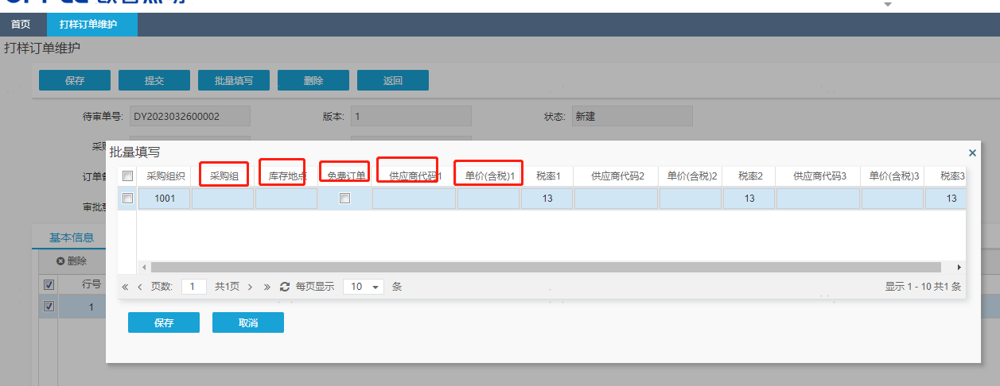 首页 打样订单维护
打样订单维护
保存 提交 批量填写 删除 返回
待审单号: DY2023032600002 版本: 1 状态: 新建
采购
批量填写
采购组织 采购组 库存地点 免费订单 供应商代码1 单价(含税)1 税率1 供应商代码2 单价(含税)2 税率2 供应商代码3 单价(含税)3 税率3
订单备
1001 13 13 13
审批意
基本信息
删除
行号
1
页数: 1 共1页 每页显示 10 条 显示 1 - 10 共1 条
保存 取消